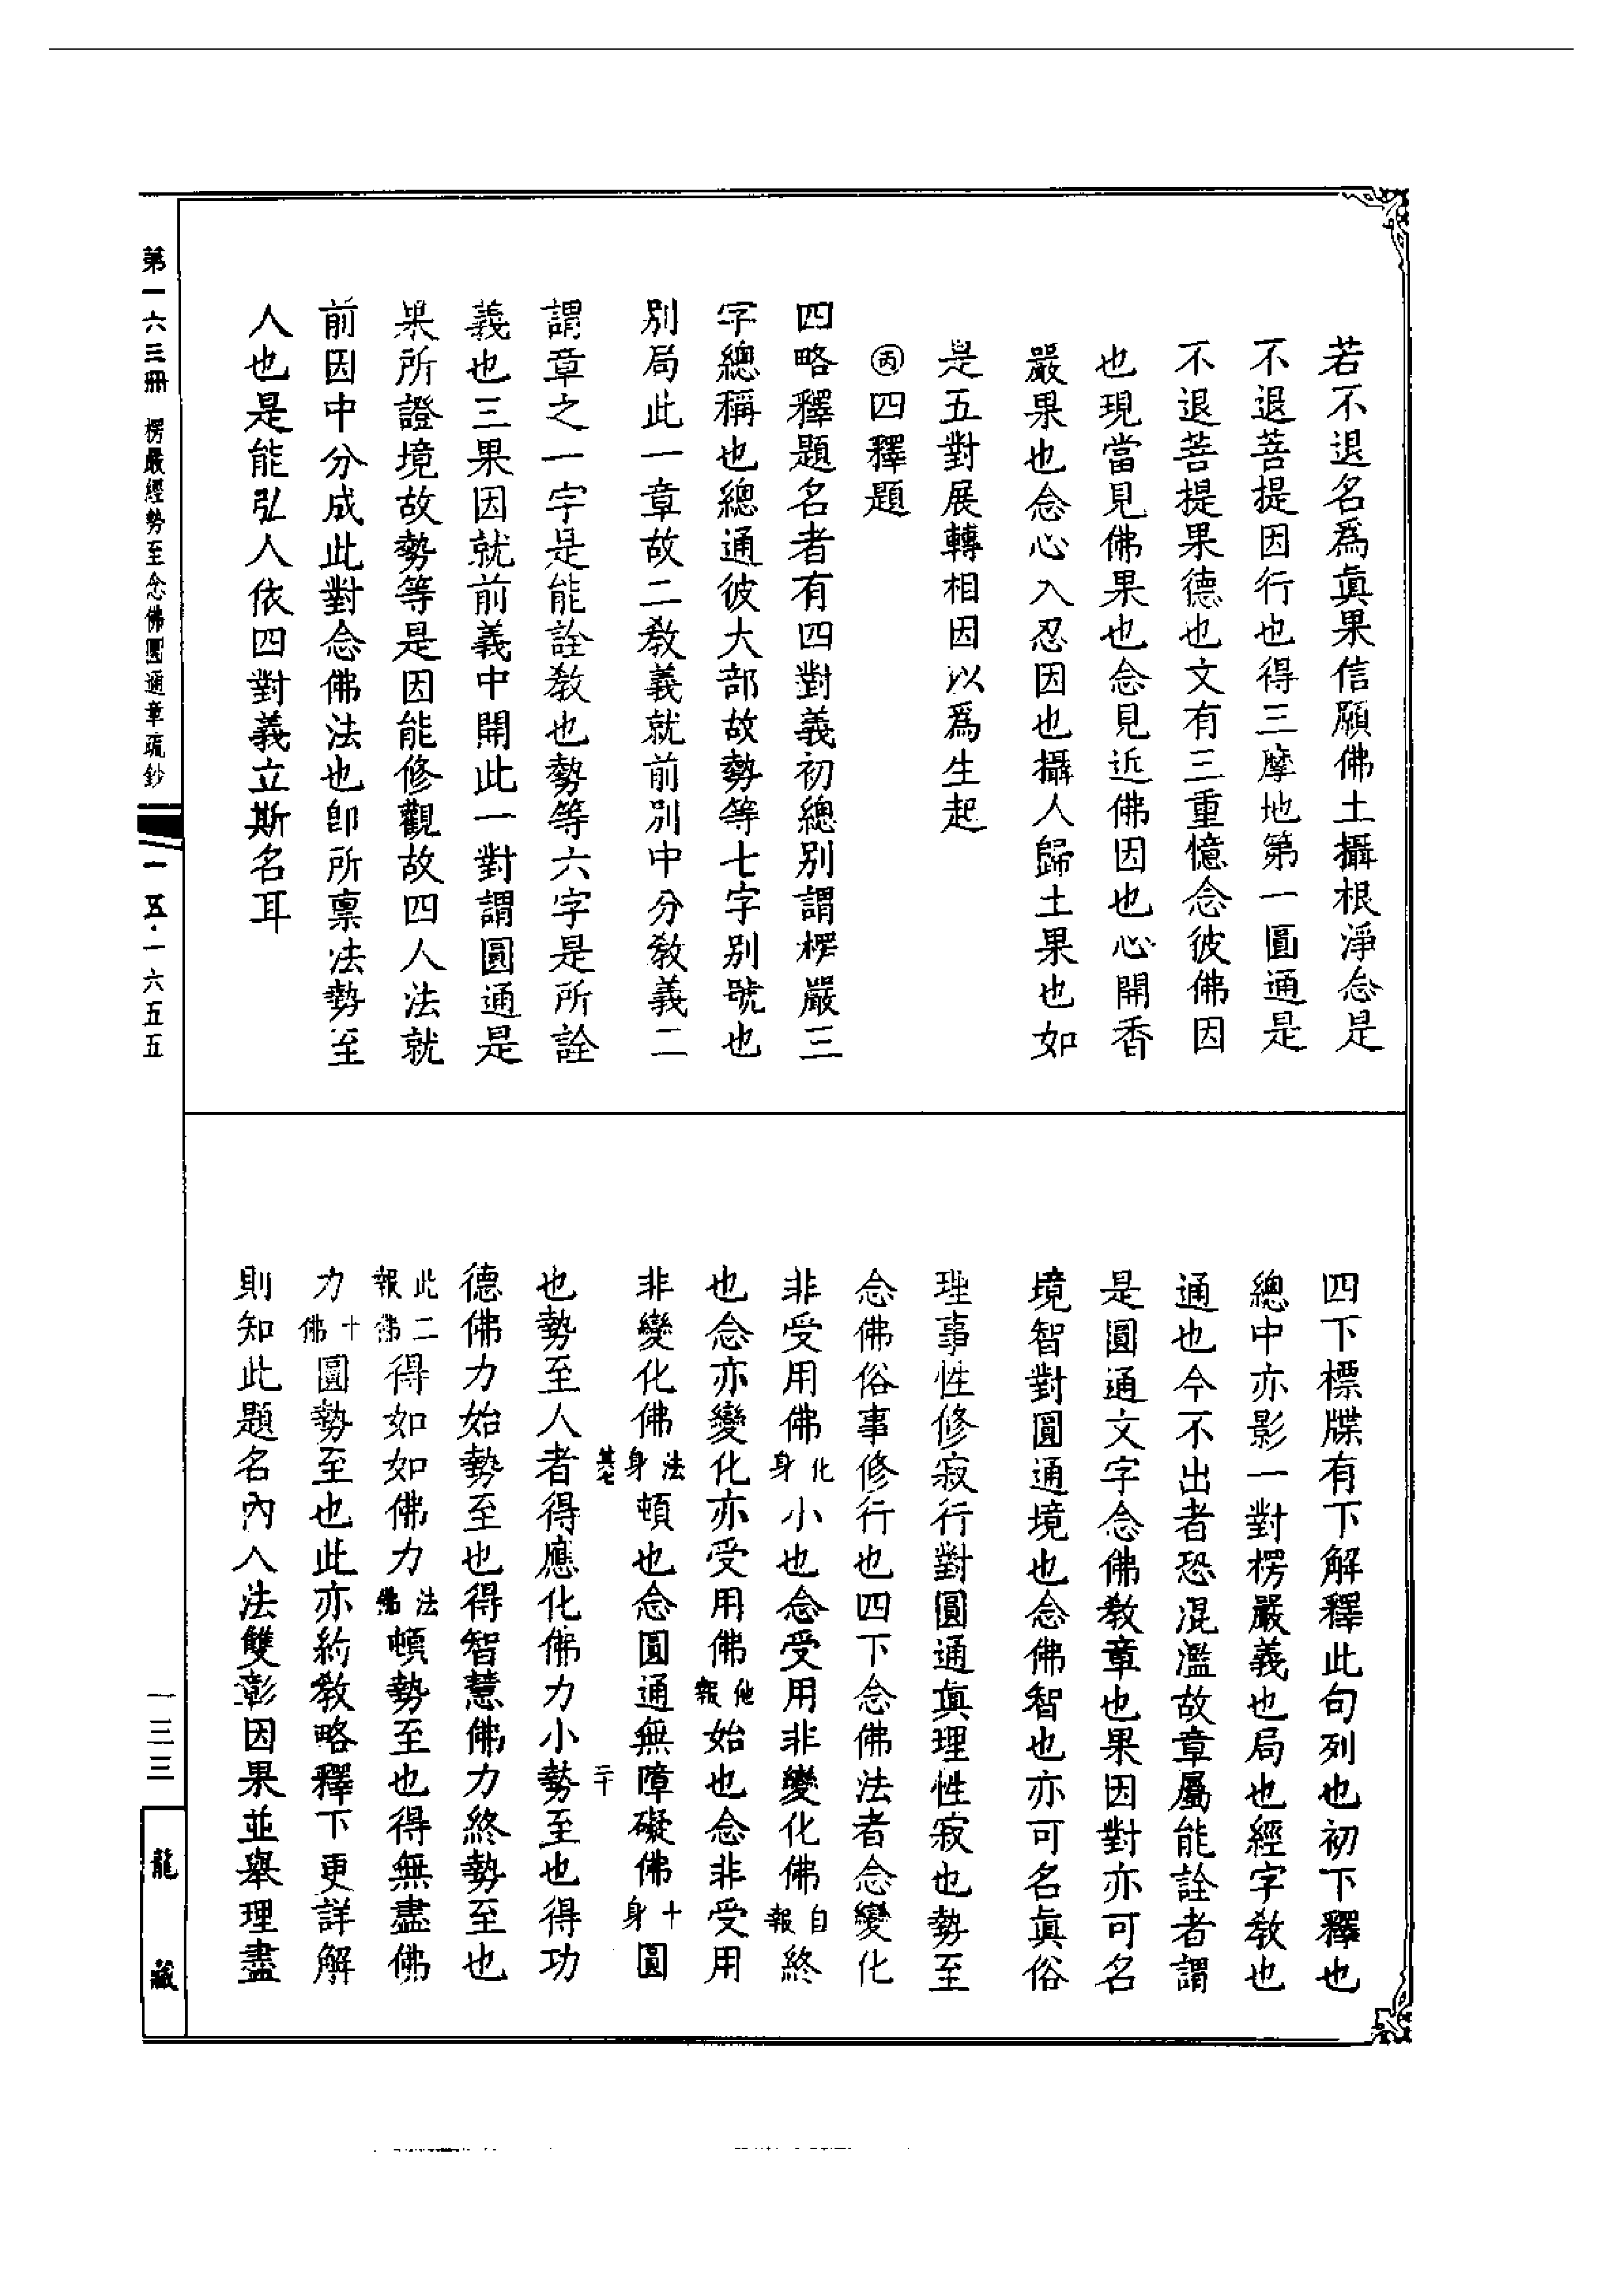 若不退名爲眞果信願佛土攝根淨念是
不退菩提因行也得三摩地第一圓通是
不退菩提果德也文有三重憶念彼佛因
也現當見佛果也念見近佛因也心開香
嚴果也念心入忍因也攝人歸土果也如
是五對展轉相因以爲生起
㊅四釋題
四略釋題名者有四對義初總別謂楞嚴三
字總稱也總通彼大部故勢等七字別號也
別局此一章故二教義就前別中分教義二
謂章之一字是能詮教也勢等六字是所詮
義也三果因就前義中開此一對謂圓通是
果所證境故勢等是因能修觀故四人法就
前因中分成此對念佛法也卽所禀法勢至
人也是能弘人依四對義立斯名耳
四下標牒有下解釋此句列也初下釋也
總中亦影一對楞嚴義也局也經字教也
通也今不出者恐混濫故章屬能詮者謂
是圓通文字念佛教章也果因對亦可名
境智對圓通境也念佛智也亦可名眞俗
理事性修寂行對圓通眞理性寂也勢至
念佛俗事修行也四下念佛法者念變化
非受用佛化身小也念受用非變化佛自報終
也念亦變化亦受用佛他報始也念非受用
非變化佛法身頓也念圓通無障礙佛十身圓
其七
二十
也勢至人者得應化佛力小勢至也得功
德佛力始勢至也得智慧佛力終勢至也
此二報佛得如如佛力法佛頓勢至也得無盡佛
力十佛圓勢至也此亦約教略釋下更詳解
則知此題名內人法雙彰因果並舉理盡
第一六三冊 楞嚴經勢至念佛圓通章疏鈔
一五·一六五五
一三三
龍藏